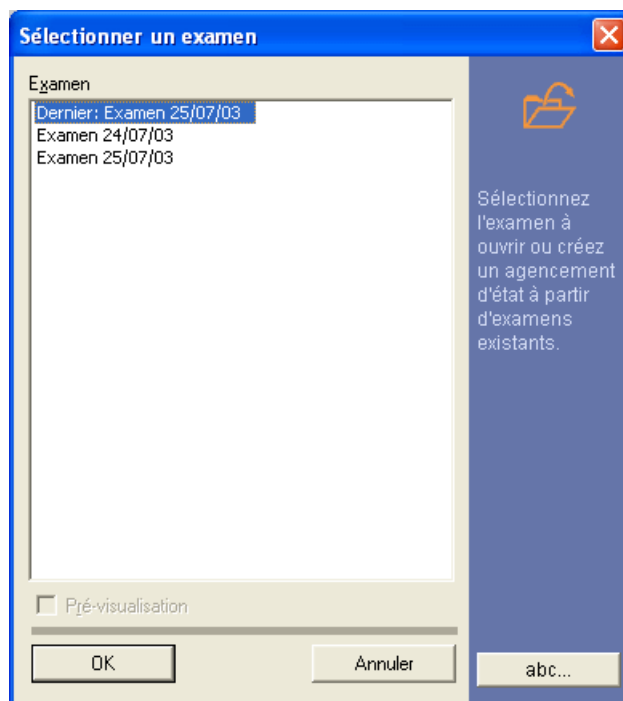 Sélectionner un examen
Examen
Dernier: Examen 25/07/03
Examen 24/07/03
Examen 25/07/03
Sélectionnez
l'examen à
ouvrir ou créez
un agencement
d'état à partir
d'examens
existants.
Pré-visualisation
OK
Annuler
abc...